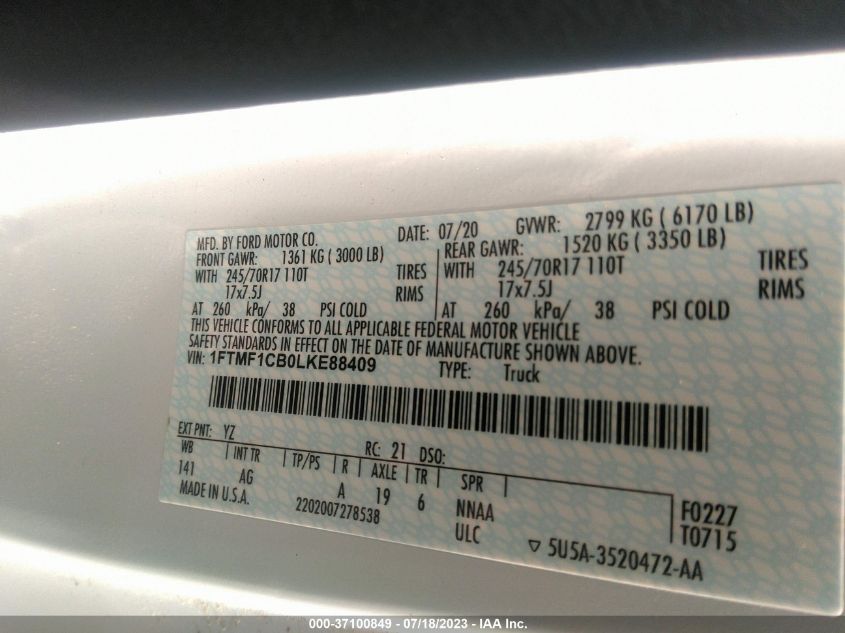 MFD. BY FORD MOTOR CO. DATE: 07/20 GVWR: 2799 KG ( 6170 LB)
FRONT GAWR: 1361 KG ( 3000 LB) REAR GAWR: 1520 KG ( 3350 LB)
WITH 245/70R17 110T TIRES WITH 245/70R17 110T TIRES
17x7.5J RIMS 17x7.5J RIMS
AT 260 kPa/ 38 PSI COLD AT 260 kPa/ 38 PSI COLD
THIS VEHICLE CONFORMS TO ALL APPLICABLE FEDERAL MOTOR VEHICLE
SAFETY STANDARDS IN EFFECT ON THE DATE OF MANUFACTURE SHOWN ABOVE.
VIN: 1FTMF1CB0LKE88409 TYPE: Truck
EXT PNT: YZ RC: 21 DSO:
WB INT TR TP/PS R AXLE TR SPR
141 AG A 19 6 NNAA F0227
MADE IN U.S.A. 2202007278538 ULC T0715
▽ 5U5A-3520472-AA
000-37100849 - 07/18/2023 - IAA Inc.